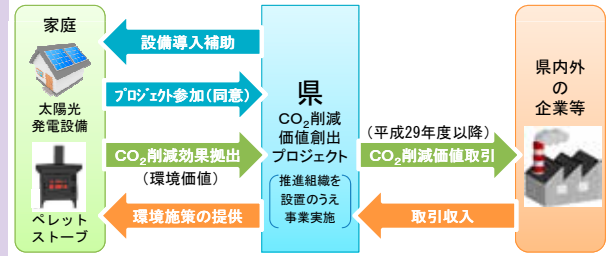 家庭
太陽光
発電設備
ペレット
ストーブ
設備導入補助
プロジェクト参加(同意)
CO₂削減効果拠出
(環境価値)
環境施策の提供
県
CO₂削減
価値創出
プロジェクト
推進組織を
設置のうえ
事業実施
(平成29年度以降)
CO₂削減価値取引
取引収入
県内外
の
企業等